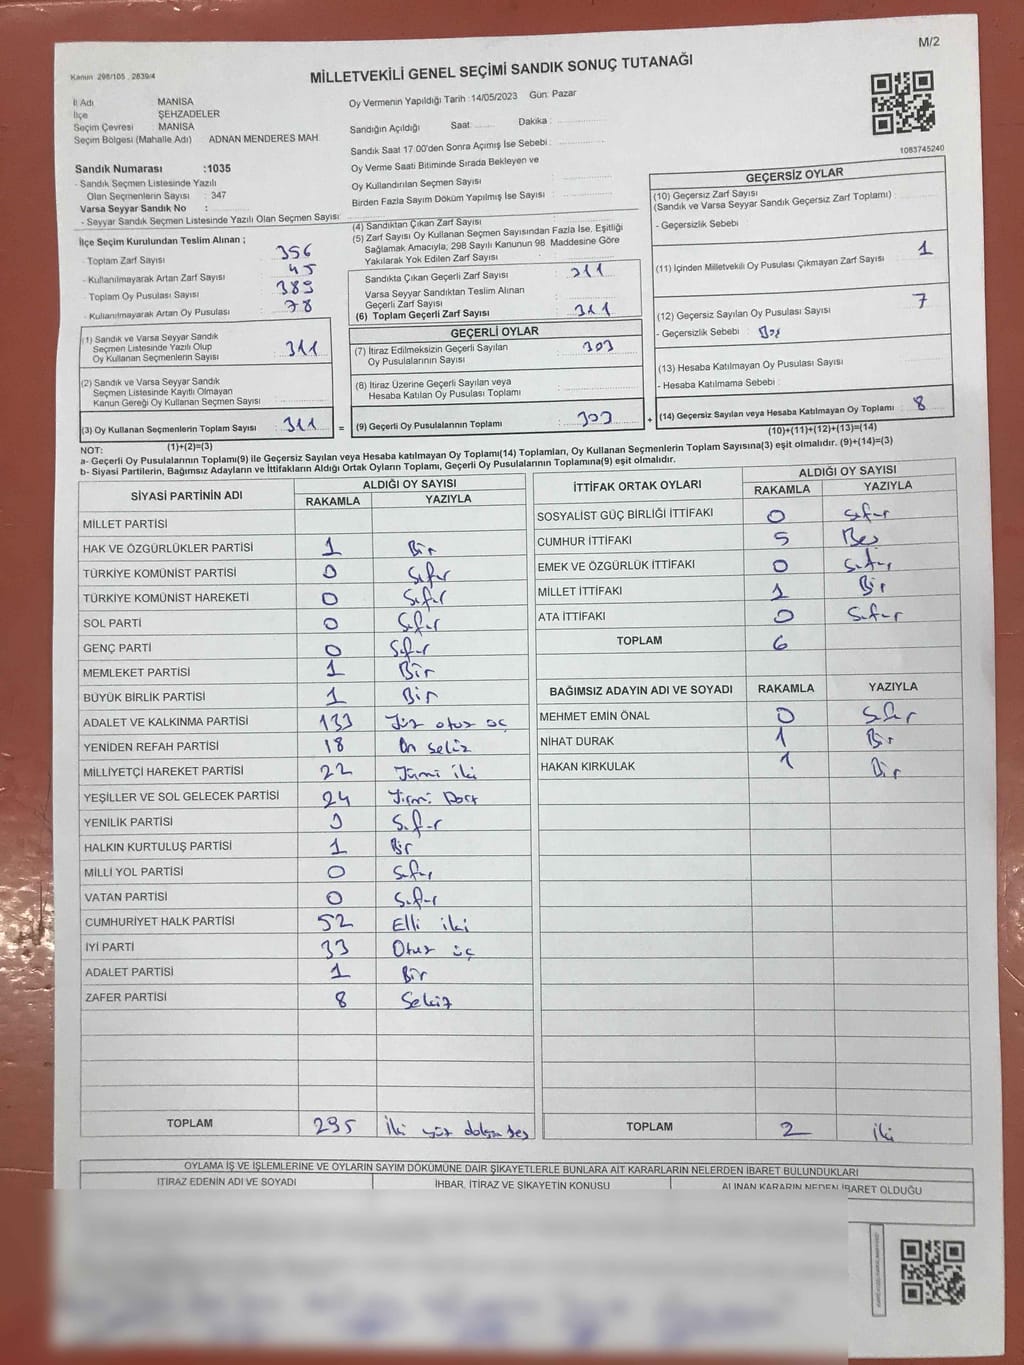 M/2
Kanun 298/105 , 2839/4
MİLLETVEKİLİ GENEL SEÇİMİ SANDIK SONUÇ TUTANAĞI
İl Adı MANİSA
İlçe ŞEHZADELER
Seçim Çevresi : MANİSA
Seçim Bölgesi (Mahalle Adı) ADNAN MENDERES MAH.
Oy Vermenin Yapıldığı Tarih :14/05/2023 Gün: Pazar
Sandığın Açıldığı Saat: Dakika :
Sandık Saat 17.00'den Sonra Açımış İse Sebebi :
Oy Verme Saati Bitiminde Sırada Bekleyen ve
Oy Kullandırılan Seçmen Sayısı :
Birden Fazla Sayım Döküm Yapılmış İse Sayısı :
1083745240
Sandık Numarası :1035
- Sandık Seçmen Listesinde Yazılı
Olan Seçmenlerin Sayısı : 347
Varsa Seyyar Sandık No :
- Seyyar Sandık Seçmen Listesinde Yazılı Olan Seçmen Sayısı:
İlçe Seçim Kurulundan Teslim Alınan ;
- Toplam Zarf Sayısı 356
- Kullanılmayarak Artan Zarf Sayısı 45
- Toplam Oy Pusulası Sayısı 389
- Kullanılmayarak Artan Oy Pusulası 78
(1) Sandık ve Varsa Seyyar Sandık
Seçmen Listesinde Yazılı Olup
Oy Kullanan Seçmenlerin Sayısı : 311
(2) Sandık ve Varsa Seyyar Sandık
Seçmen Listesinde Kayıtlı Olmayan
Kanun Gereği Oy Kullanan Seçmen Sayısı :
(3) Oy Kullanan Seçmenlerin Toplam Sayısı : 311
(1)+(2)=(3)
(4) Sandıktan Çıkan Zarf Sayısı
(5) Zarf Sayısı Oy Kullanan Seçmen Sayısından Fazla İse, Eşitliği
Sağlamak Amacıyla; 298 Sayılı Kanunun 98. Maddesine Göre
Yakılarak Yok Edilen Zarf Sayısı
Sandıkta Çıkan Geçerli Zarf Sayısı : 311
Varsa Seyyar Sandıktan Teslim Alınan
Geçerli Zarf Sayısı :
(6) Toplam Geçerli Zarf Sayısı : 311
GEÇERLİ OYLAR
(7) İtiraz Edilmeksizin Geçerli Sayılan
Oy Pusulalarının Sayısı : 303
(8) İtiraz Üzerine Geçerli Sayılan veya
Hesaba Katılan Oy Pusulası Toplamı :
= (9) Geçerli Oy Pusulalarının Toplamı : 303
GEÇERSİZ OYLAR
(10) Geçersiz Zarf Sayısı
(Sandık ve Varsa Seyyar Sandık Geçersiz Zarf Toplamı) :
- Geçersizlik Sebebi
(11) İçinden Milletvekili Oy Pusulası Çıkmayan Zarf Sayısı : 1
(12) Geçersiz Sayılan Oy Pusulası Sayısı : 7
- Geçersizlik Sebebi :
(13) Hesaba Katılmayan Oy Pusulası Sayısı :
- Hesaba Katılmama Sebebi :
+ (14) Geçersiz Sayılan veya Hesaba Katılmayan Oy Toplamı : 8
(10)+(11)+(12)+(13)=(14)
NOT:
a- Geçerli Oy Pusulalarının Toplamı(9) ile Geçersiz Sayılan veya Hesaba katılmayan Oy Toplamı(14) Toplamları, Oy Kullanan Seçmenlerin Toplam Sayısına(3) eşit olmalıdır. (9)+(14)=(3)
b- Siyasi Partilerin, Bağımsız Adayların ve İttifakların Aldığı Ortak Oyların Toplamı, Geçerli Oy Pusulalarının Toplamına(9) eşit olmalıdır.
SİYASİ PARTİNİN ADI ALDIĞI OY SAYISI
RAKAMLA YAZIYLA
MİLLET PARTİSİ
HAK VE ÖZGÜRLÜKLER PARTİSİ 1 Bir
TÜRKİYE KOMÜNİST PARTİSİ 0 Sıfır
TÜRKİYE KOMÜNİST HAREKETİ 0 Sıfır
SOL PARTİ 0 Sıfır
GENÇ PARTİ 0 Sıfır
MEMLEKET PARTİSİ 1 Bir
BÜYÜK BİRLİK PARTİSİ 1 Bir
ADALET VE KALKINMA PARTİSİ 133 Yüz otuz üç
YENİDEN REFAH PARTİSİ 18 On sekiz
MİLLİYETÇİ HAREKET PARTİSİ 22 Yirmi iki
YEŞİLLER VE SOL GELECEK PARTİSİ 24 Yirmi Dört
YENİLİK PARTİSİ 0 Sıfır
HALKIN KURTULUŞ PARTİSİ 1 Bir
MİLLİ YOL PARTİSİ 0 Sıfır
VATAN PARTİSİ 0 Sıfır
CUMHURİYET HALK PARTİSİ 52 Elli iki
İYİ PARTİ 33 Otuz üç
ADALET PARTİSİ 1 Bir
ZAFER PARTİSİ 8 Sekiz
TOPLAM 295 İki yüz doksan beş
İTTİFAK ORTAK OYLARI ALDIĞI OY SAYISI
RAKAMLA YAZIYLA
SOSYALİST GÜÇ BİRLİĞİ İTTİFAKI 0 Sıfır
CUMHUR İTTİFAKI 5 Beş
EMEK VE ÖZGÜRLÜK İTTİFAKI 0 Sıfır
MİLLET İTTİFAKI 1 Bir
ATA İTTİFAKI 0 Sıfır
TOPLAM 6
BAĞIMSIZ ADAYIN ADI VE SOYADI RAKAMLA YAZIYLA
MEHMET EMİN ÖNAL 0 Sıfır
NİHAT DURAK 1 Bir
HAKAN KIRKULAK 1 Bir
TOPLAM 2 İki
OYLAMA İŞ VE İŞLEMLERİNE VE OYLARIN SAYIM DÖKÜMÜNE DAİR ŞİKAYETLERLE BUNLARA AİT KARARLARIN NELERDEN İBARET BULUNDUKLARI
İTİRAZ EDENİN ADI VE SOYADI İHBAR, İTİRAZ VE ŞİKAYETİN KONUSU ALINAN KARARIN NEDEN İBARET OLDUĞU